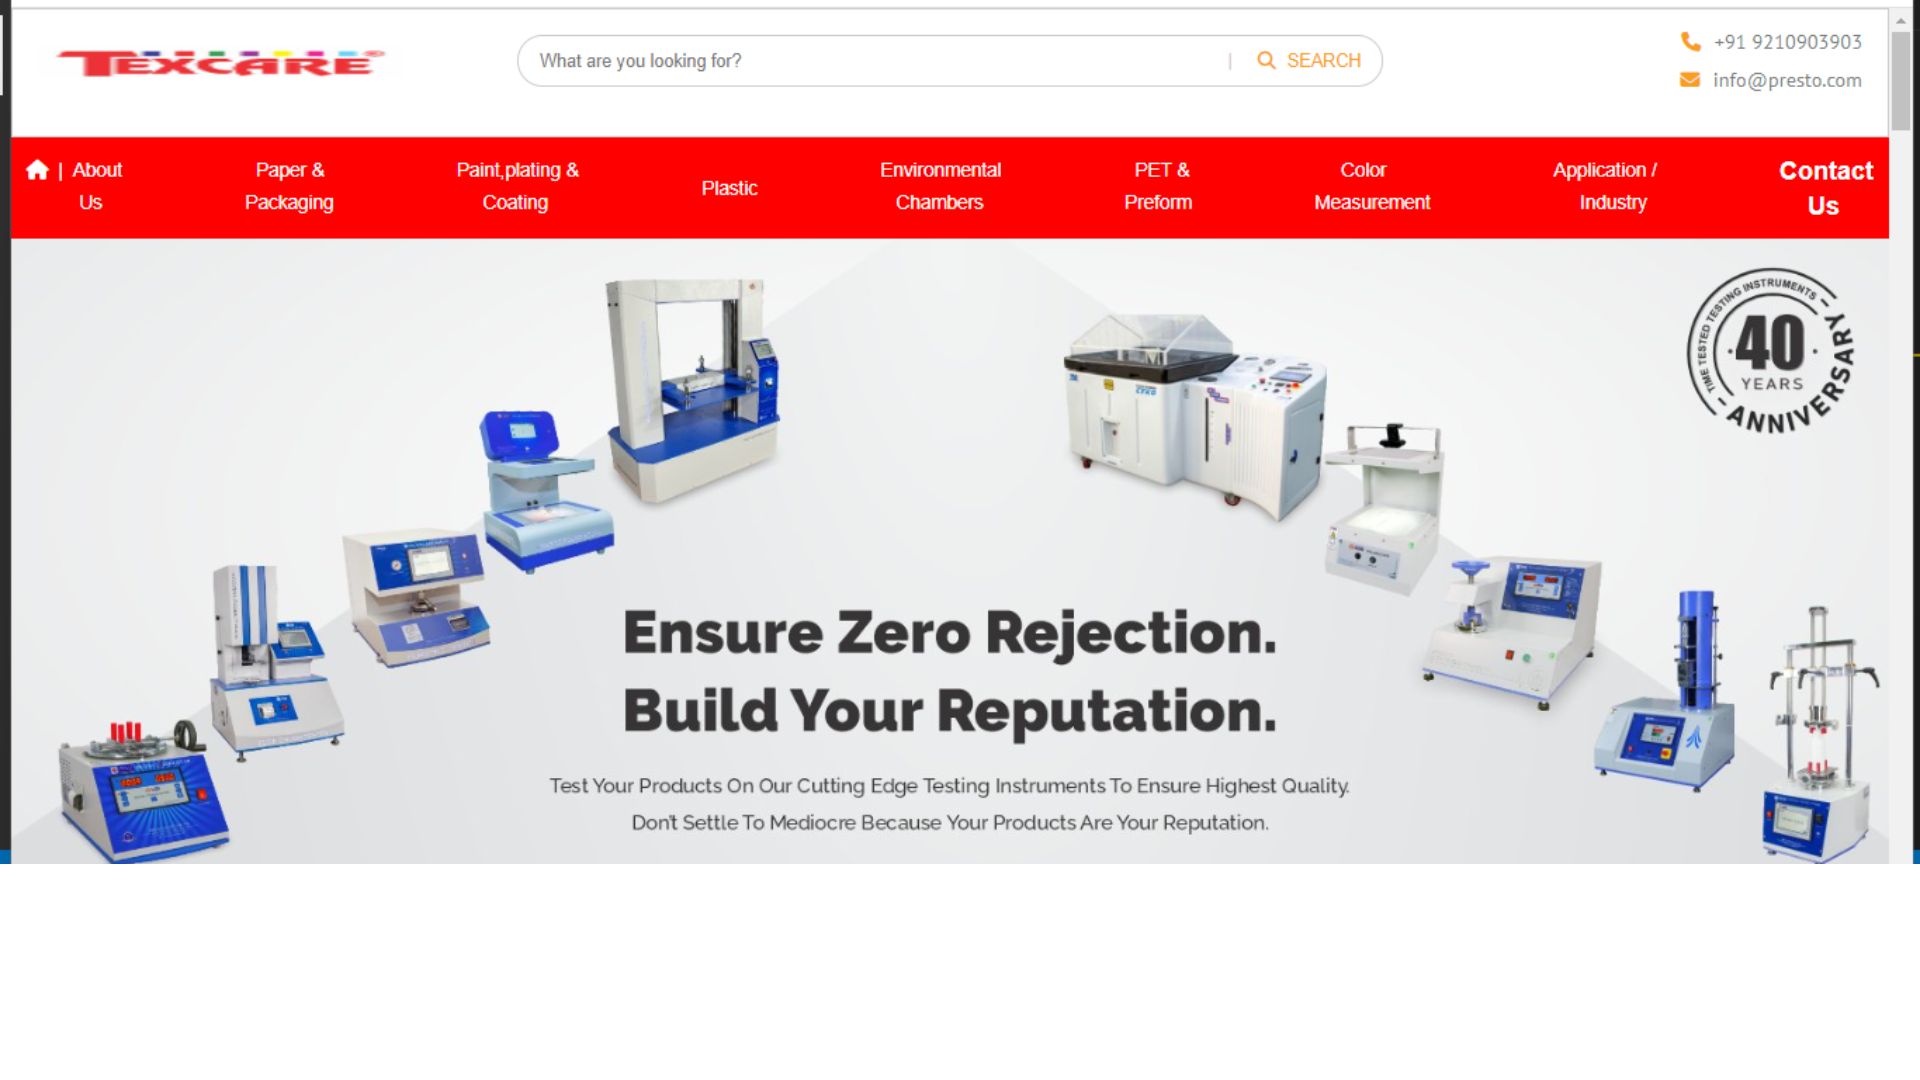 TEXCARE®
What are you looking for? | SEARCH
+91 9210903903
info@presto.com
| About
Us
Paper &
Packaging
Paint,plating &
Coating
Plastic
Environmental
Chambers
PET &
Preform
Color
Measurement
Application /
Industry
Contact
Us
TIME TESTED TESTING INSTRUMENTS
40
YEARS
ANNIVERSARY
Ensure Zero Rejection.
Build Your Reputation.
Test Your Products On Our Cutting Edge Testing Instruments To Ensure Highest Quality.
Don't Settle To Mediocre Because Your Products Are Your Reputation.